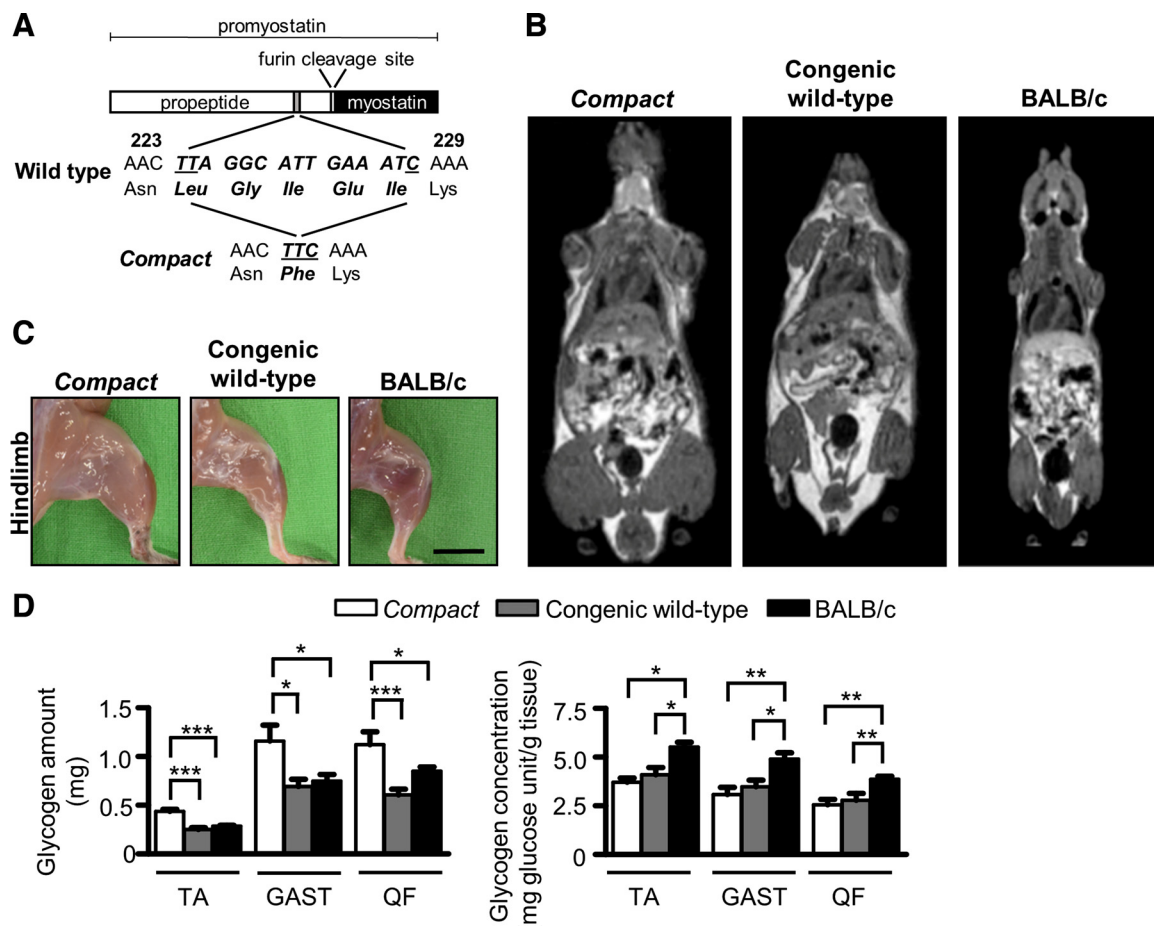 A
promyostatin
furin cleavage site
propeptide
myostatin
223
229
Wild type
AAC TTA GGC ATT GAA ATC AAA
Asn Leu Gly Ile Glu Ile Lys
Compact
AAC TTC AAA
Asn Phe Lys
B
Compact
Congenic
wild-type
BALB/c
C
Compact
Congenic
wild-type
BALB/c
Hindlimb
D
Compact
Congenic wild-type
BALB/c
Glycogen amount
(mg)
1.5
1.0
0.5
0
***
***
*
*
*
***
TA
GAST
QF
Glycogen concentration
mg glucose unit/g tissue)
7.5
5.0
2.5
0
*
*
**
*
**
**
TA
GAST
QF